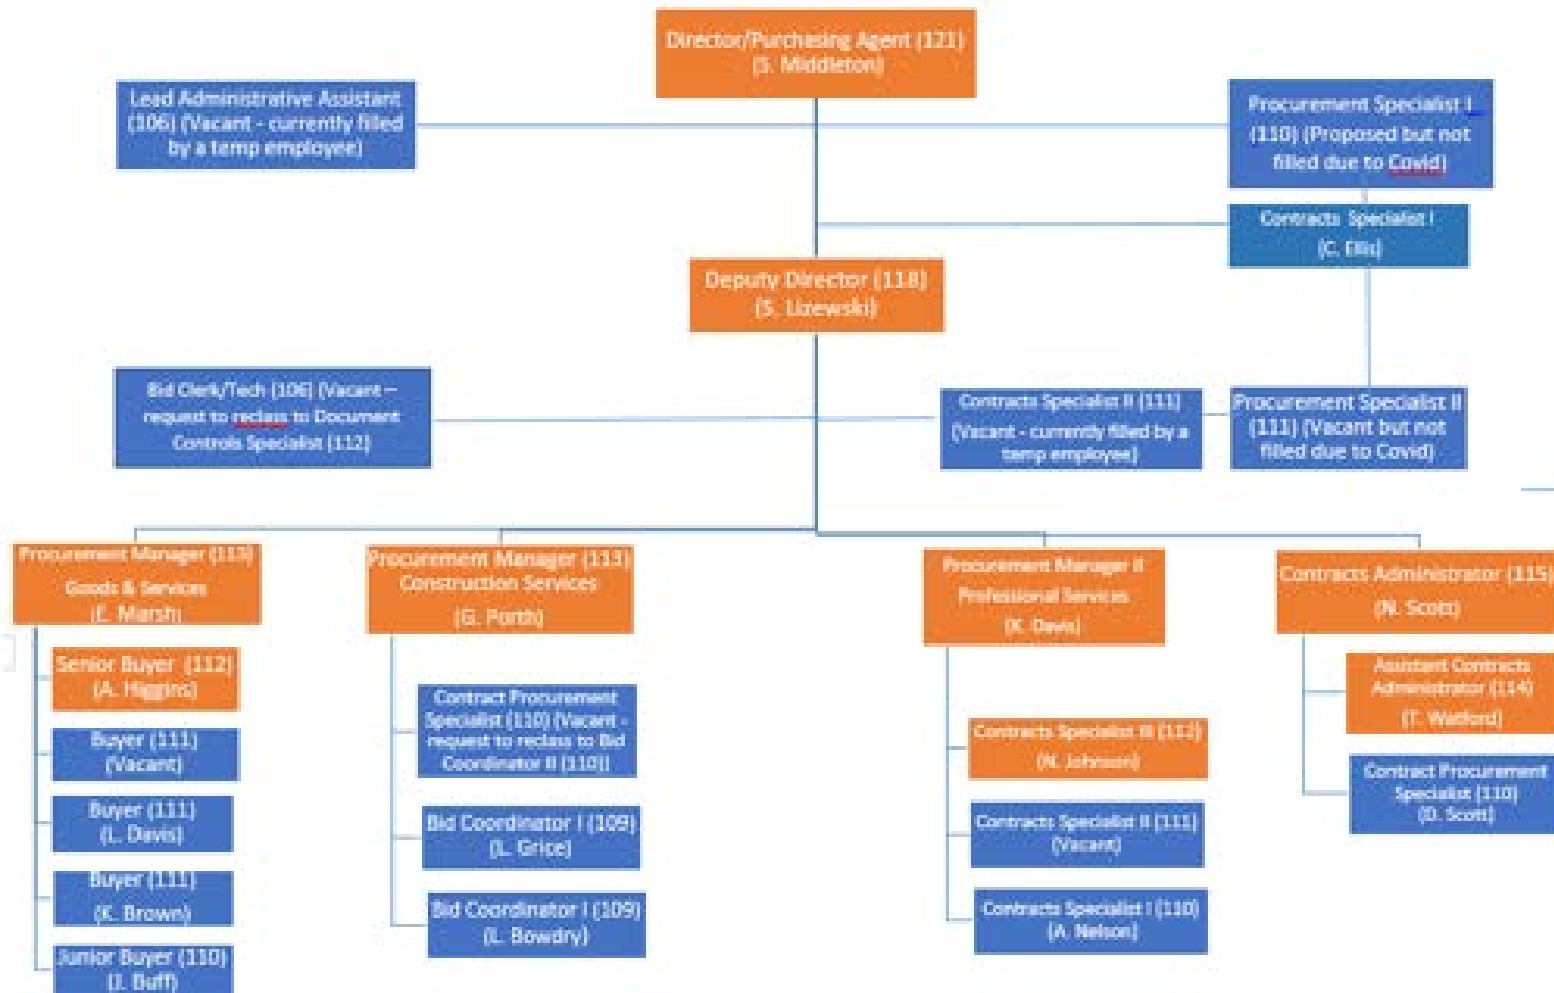 Director/Purchasing Agent (121)
(S. Middleton)
Lead Administrative Assistant
(106) (Vacant - currently filled
by a temp employee)
Procurement Specialist I
(110) (Proposed but not
filled due to Covid)
Contracts Specialist I
(C. Ellis)
Deputy Director (118)
(S. Lizewski)
Bid Clerk/Tech (106) (Vacant –
request to reclass to Document
Controls Specialist (112)
Contracts Specialist II (111)
(Vacant - currently filled by a
temp employee)
Procurement Specialist II
(111) (Vacant but not
filled due to Covid)
Procurement Manager (113)
Goods & Services
(E. Marsh)
Senior Buyer (112)
(A. Higgins)
Buyer (111)
(Vacant)
Buyer (111)
(L. Davis)
Buyer (111)
(K. Brown)
Junior Buyer (110)
(J. Buff)
Procurement Manager (113)
Construction Services
(G. Porth)
Contract Procurement
Specialist (110) (Vacant -
request to reclass to Bid
Coordinator II (110))
Bid Coordinator I (109)
(L. Grice)
Bid Coordinator I (109)
(L. Bowdry)
Procurement Manager II
Professional Services
(K. Davis)
Contracts Specialist III (112)
(N. Johnson)
Contracts Specialist II (111)
(Vacant)
Contracts Specialist I (110)
(A. Nelson)
Contracts Administrator (115)
(N. Scott)
Assistant Contracts
Administrator (114)
(T. Watford)
Contract Procurement
Specialist (110)
(D. Scott)